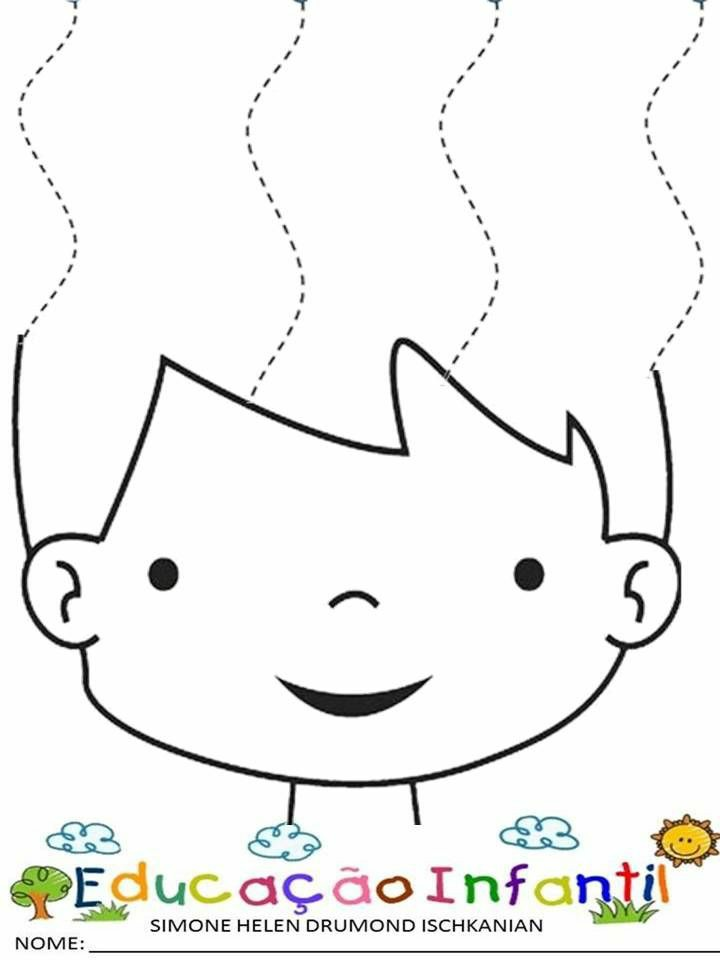 Educação Infantil
SIMONE HELEN DRUMOND ISCHKANIAN
NOME: